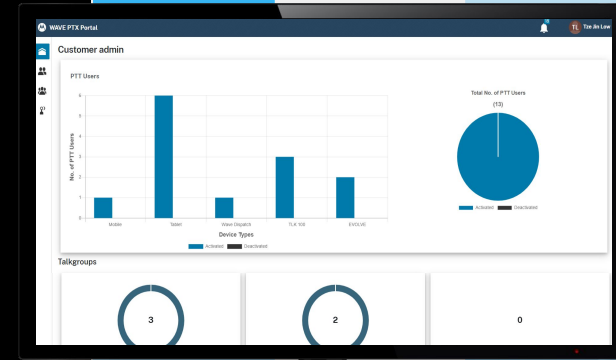 WAVE PTX Portal
TL Tze Jin Low
Customer admin
PTT Users
No. of PTT Users
6
5
4
3
2
1
0
Mobile Tablet Wave Dispatch TLK 100 EVOLVE
Device Types
Activated Deactivated
Total No. of PTT Users
(13)
Activated Deactivated
Talkgroups
3 2 0